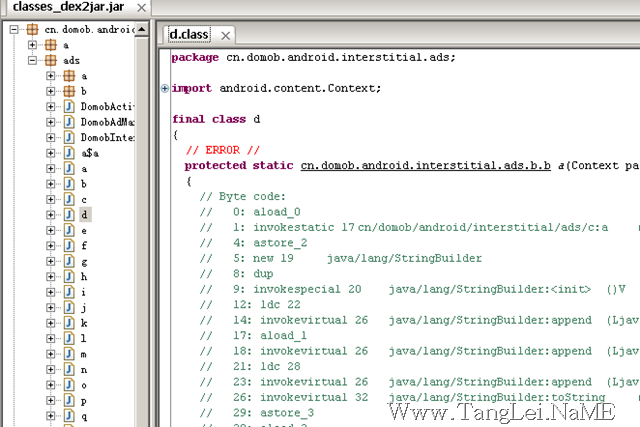 classes_dex2jar.jar
cn.domob.androi
a
ads
a
b
DomobActi
DomobAdMa
DomobInte
a$a
a
b
c
d
e
f
g
h
i
j
k
l
m
n
o
p
q
d.class
package cn.domob.android.interstitial.ads;
import android.content.Context;
final class d
{
// ERROR //
protected static cn.domob.android.interstitial.ads.b.b a(Context pa
{
// Byte code:
// 0: aload_0
// 1: invokestatic 17 cn/domob/android/interstitial/ads/c:a
// 4: astore_2
// 5: new 19 java/lang/StringBuilder
// 8: dup
// 9: invokespecial 20 java/lang/StringBuilder:<init> ()V
// 12: ldc 22
// 14: invokevirtual 26 java/lang/StringBuilder:append (Ljav
// 17: aload_1
// 18: invokevirtual 26 java/lang/StringBuilder:append (Ljav
// 21: ldc 28
// 23: invokevirtual 26 java/lang/StringBuilder:append (Ljav
// 26: invokevirtual 32 java/lang/StringBuilder:toString
// 29: astore_3
Www.TangLei.NaME